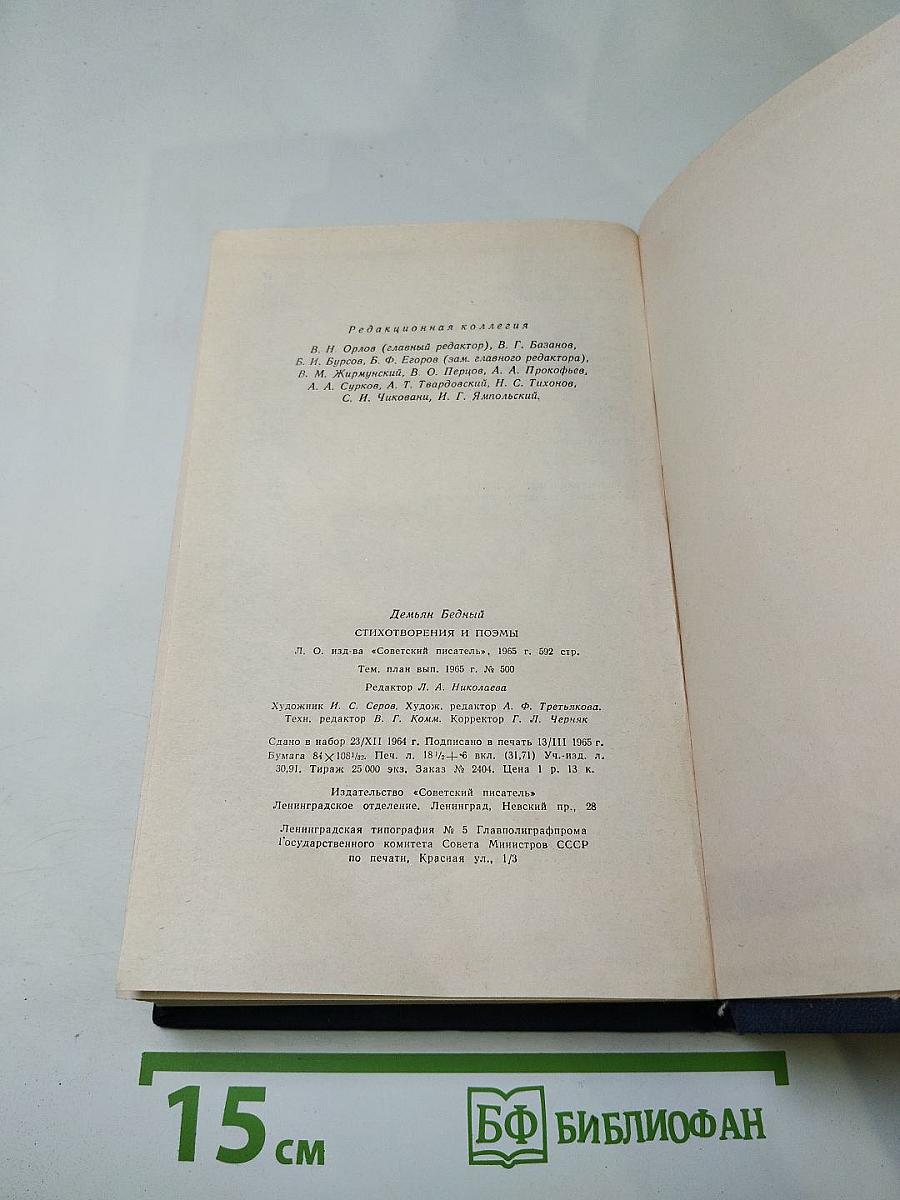 Редакционная коллегия
В. Н. Орлов (главный редактор), В. Г. Базанов,
Б. И. Бурсов, Б. Ф. Егоров (зам. главного редактора),
В. М. Жирмунский, В. О. Перцов, А. А. Прокофьев,
А. А. Сурков, А. Т. Твардовский, Н. С. Тихонов,
С. И. Чиковани, И. Г. Ямпольский.
Демьян Бедный
СТИХОТВОРЕНИЯ И ПОЭМЫ
Л. О. изд-ва «Советский писатель», 1965 г. 592 стр.
Тем. план вып. 1965 г. № 500
Редактор Л. А. Николаева
Художник И. С. Серов. Худож. редактор А. Ф. Третьякова.
Техн. редактор В. Г. Комм. Корректор Г. Л. Черняк
Сдано в набор 23/XII 1964 г. Подписано в печать 13/III 1965 г.
Бумага 84×108¹/₃₂. Печ. л. 18¹/₂+6 вкл. (31,71) Уч.-изд. л.
30,91. Тираж 25 000 экз. Заказ № 2404. Цена 1 р. 13 к.
Издательство «Советский писатель»
Ленинградское отделение. Ленинград, Невский пр., 28
Ленинградская типография № 5 Главполиграфпрома
Государственного комитета Совета Министров СССР
по печати, Красная ул., 1/3
15 см
БФ БИБЛИОФАН